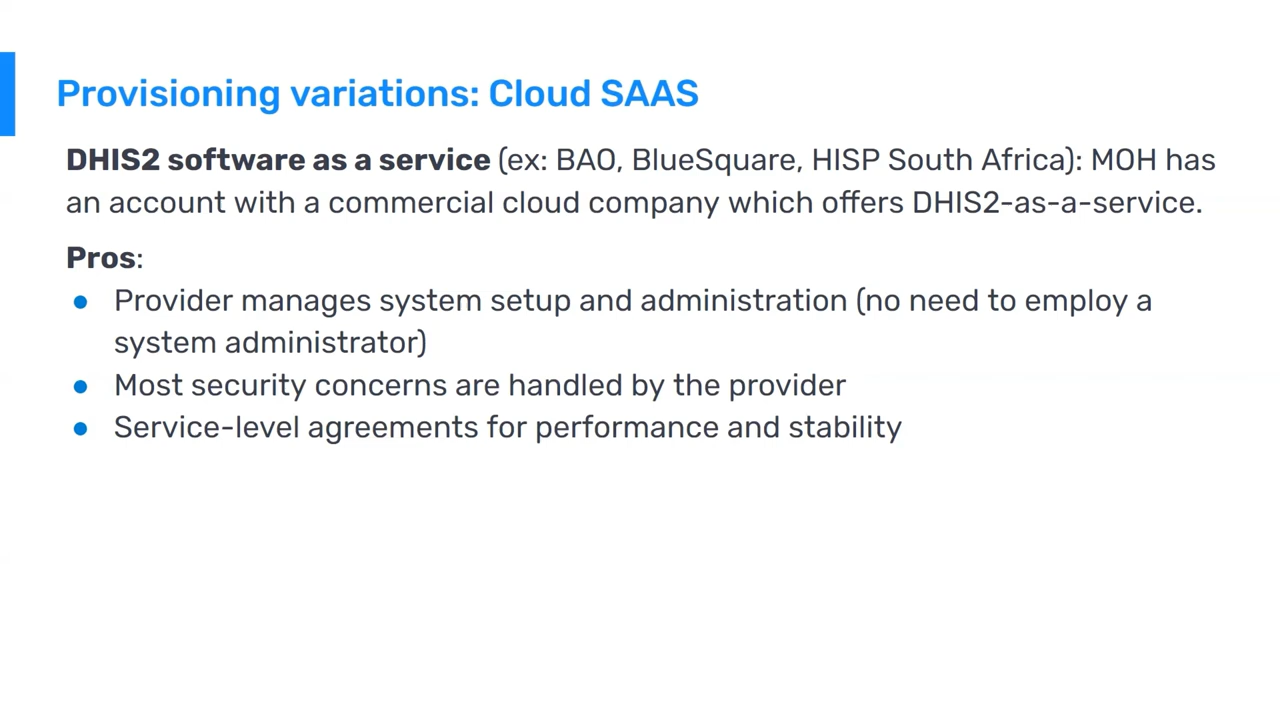 Provisioning variations: Cloud SAAS
DHIS2 software as a service (ex: BAO, BlueSquare, HISP South Africa): MOH has
an account with a commercial cloud company which offers DHIS2-as-a-service.
Pros:
● Provider manages system setup and administration (no need to employ a
system administrator)
● Most security concerns are handled by the provider
● Service-level agreements for performance and stability